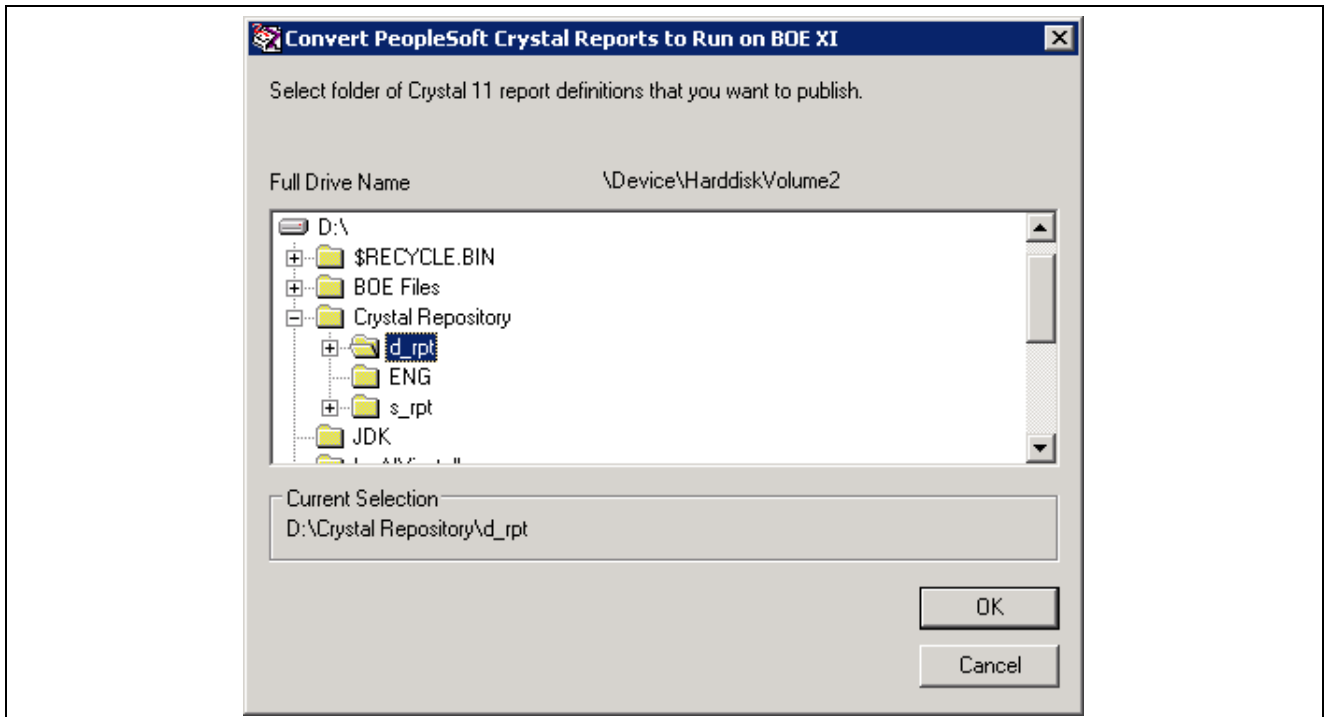 Convert PeopleSoft Crystal Reports to Run on BOE XI
Select folder of Crystal 11 report definitions that you want to publish.
Full Drive Name \Device\HarddiskVolume2
D:\
$RECYCLE.BIN
BOE Files
Crystal Repository
d_rpt
ENG
s_rpt
JDK
Current Selection
D:\Crystal Repository\d_rpt
OK
Cancel